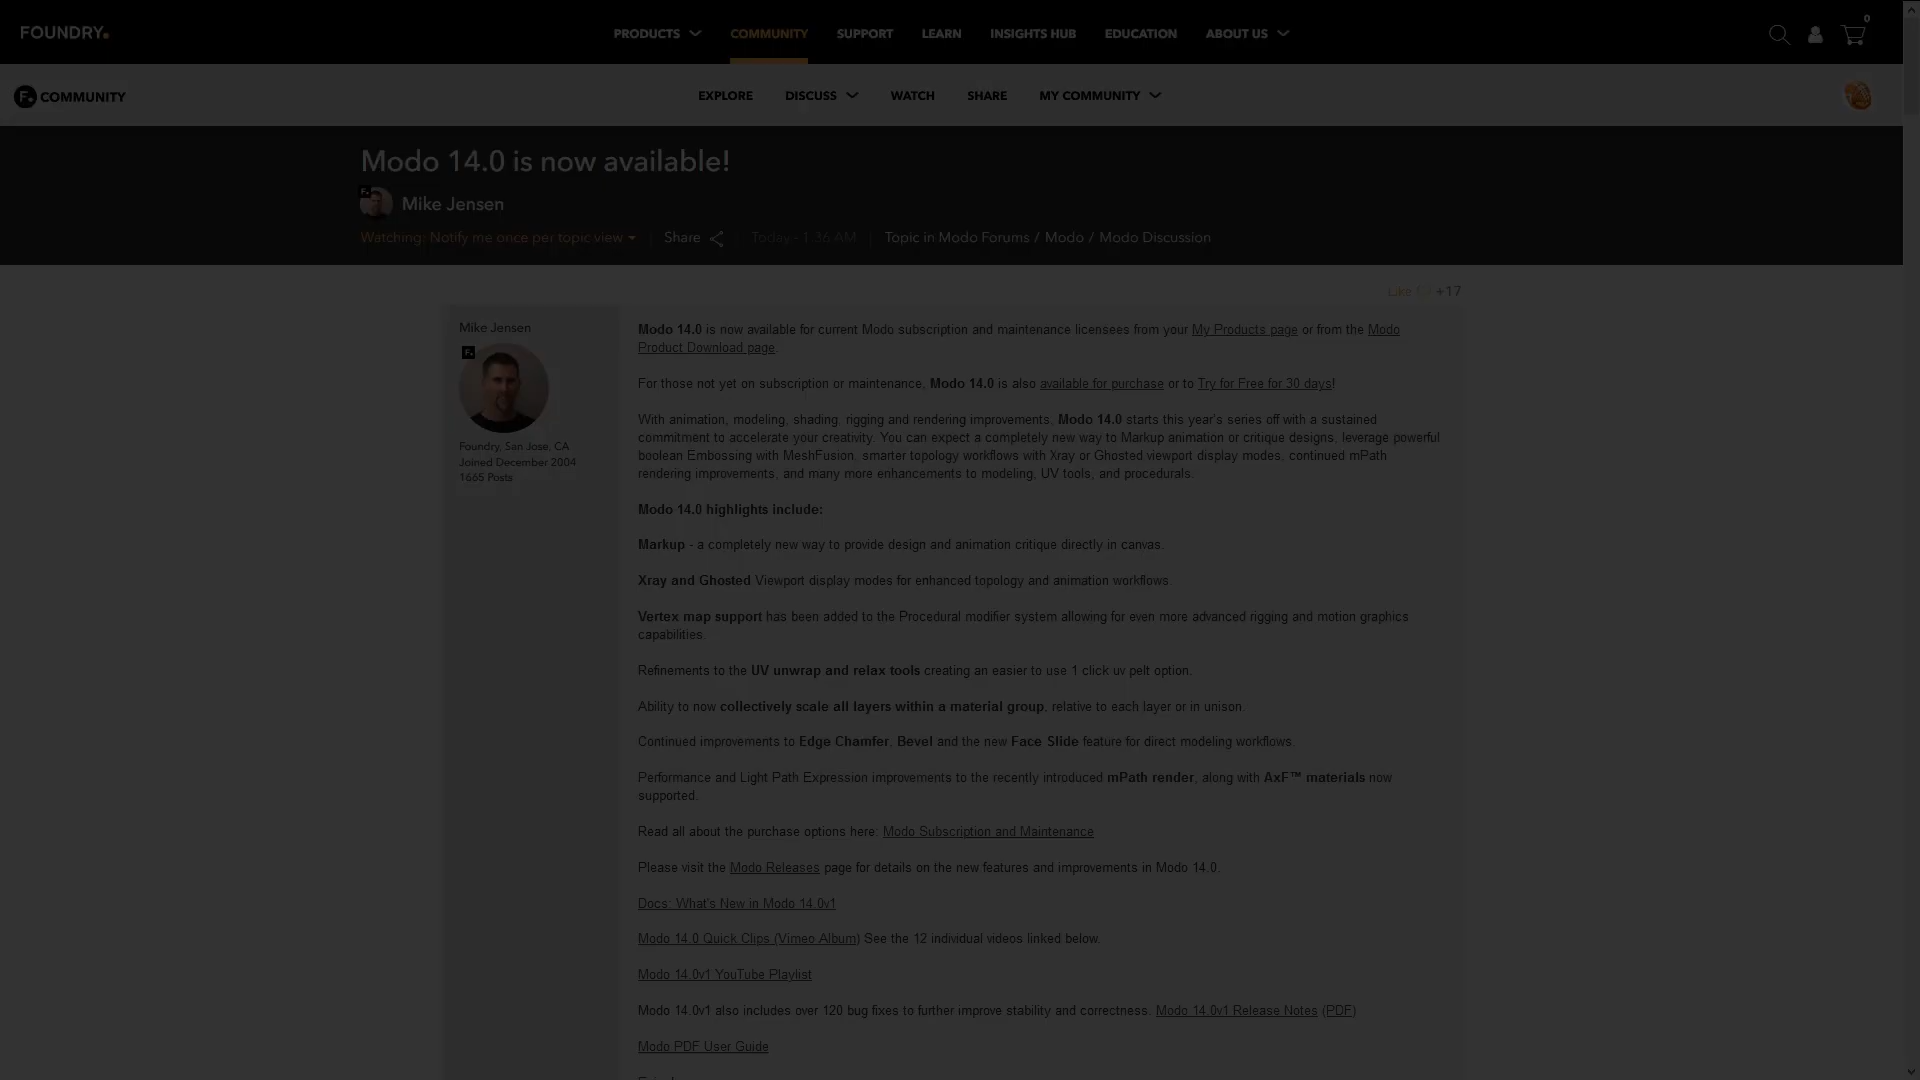 FOUNDRY.
PRODUCTS COMMUNITY SUPPORT LEARN INSIGHTS HUB EDUCATION ABOUT US
0
F. COMMUNITY
EXPLORE DISCUSS WATCH SHARE MY COMMUNITY
Modo 14.0 is now available!
F.
Mike Jensen
Watching: Notify me once per topic view Share Today - 1:36 AM Topic in Modo Forums / Modo / Modo Discussion
Like +17
Mike Jensen
F.
Foundry, San Jose, CA
Joined December 2004
1665 Posts
Modo 14.0 is now available for current Modo subscription and maintenance licensees from your My Products page or from the Modo
Product Download page.
For those not yet on subscription or maintenance, Modo 14.0 is also available for purchase or to Try for Free for 30 days!
With animation, modeling, shading, rigging and rendering improvements, Modo 14.0 starts this year's series off with a sustained
commitment to accelerate your creativity. You can expect a completely new way to Markup animation or critique designs, leverage powerful
boolean Embossing with MeshFusion, smarter topology workflows with Xray or Ghosted viewport display modes, continued mPath
rendering improvements, and many more enhancements to modeling, UV tools, and procedurals.
Modo 14.0 highlights include:
Markup - a completely new way to provide design and animation critique directly in canvas.
Xray and Ghosted Viewport display modes for enhanced topology and animation workflows.
Vertex map support has been added to the Procedural modifier system allowing for even more advanced rigging and motion graphics
capabilities.
Refinements to the UV unwrap and relax tools creating an easier to use 1 click uv pelt option.
Ability to now collectively scale all layers within a material group, relative to each layer or in unison.
Continued improvements to Edge Chamfer, Bevel and the new Face Slide feature for direct modeling workflows.
Performance and Light Path Expression improvements to the recently introduced mPath render, along with AxF™ materials now
supported.
Read all about the purchase options here: Modo Subscription and Maintenance
Please visit the Modo Releases page for details on the new features and improvements in Modo 14.0.
Docs: What's New in Modo 14.0v1
Modo 14.0 Quick Clips (Vimeo Album) See the 12 individual videos linked below.
Modo 14.0v1 YouTube Playlist
Modo 14.0v1 also includes over 120 bug fixes to further improve stability and correctness. Modo 14.0v1 Release Notes (PDF)
Modo PDF User Guide